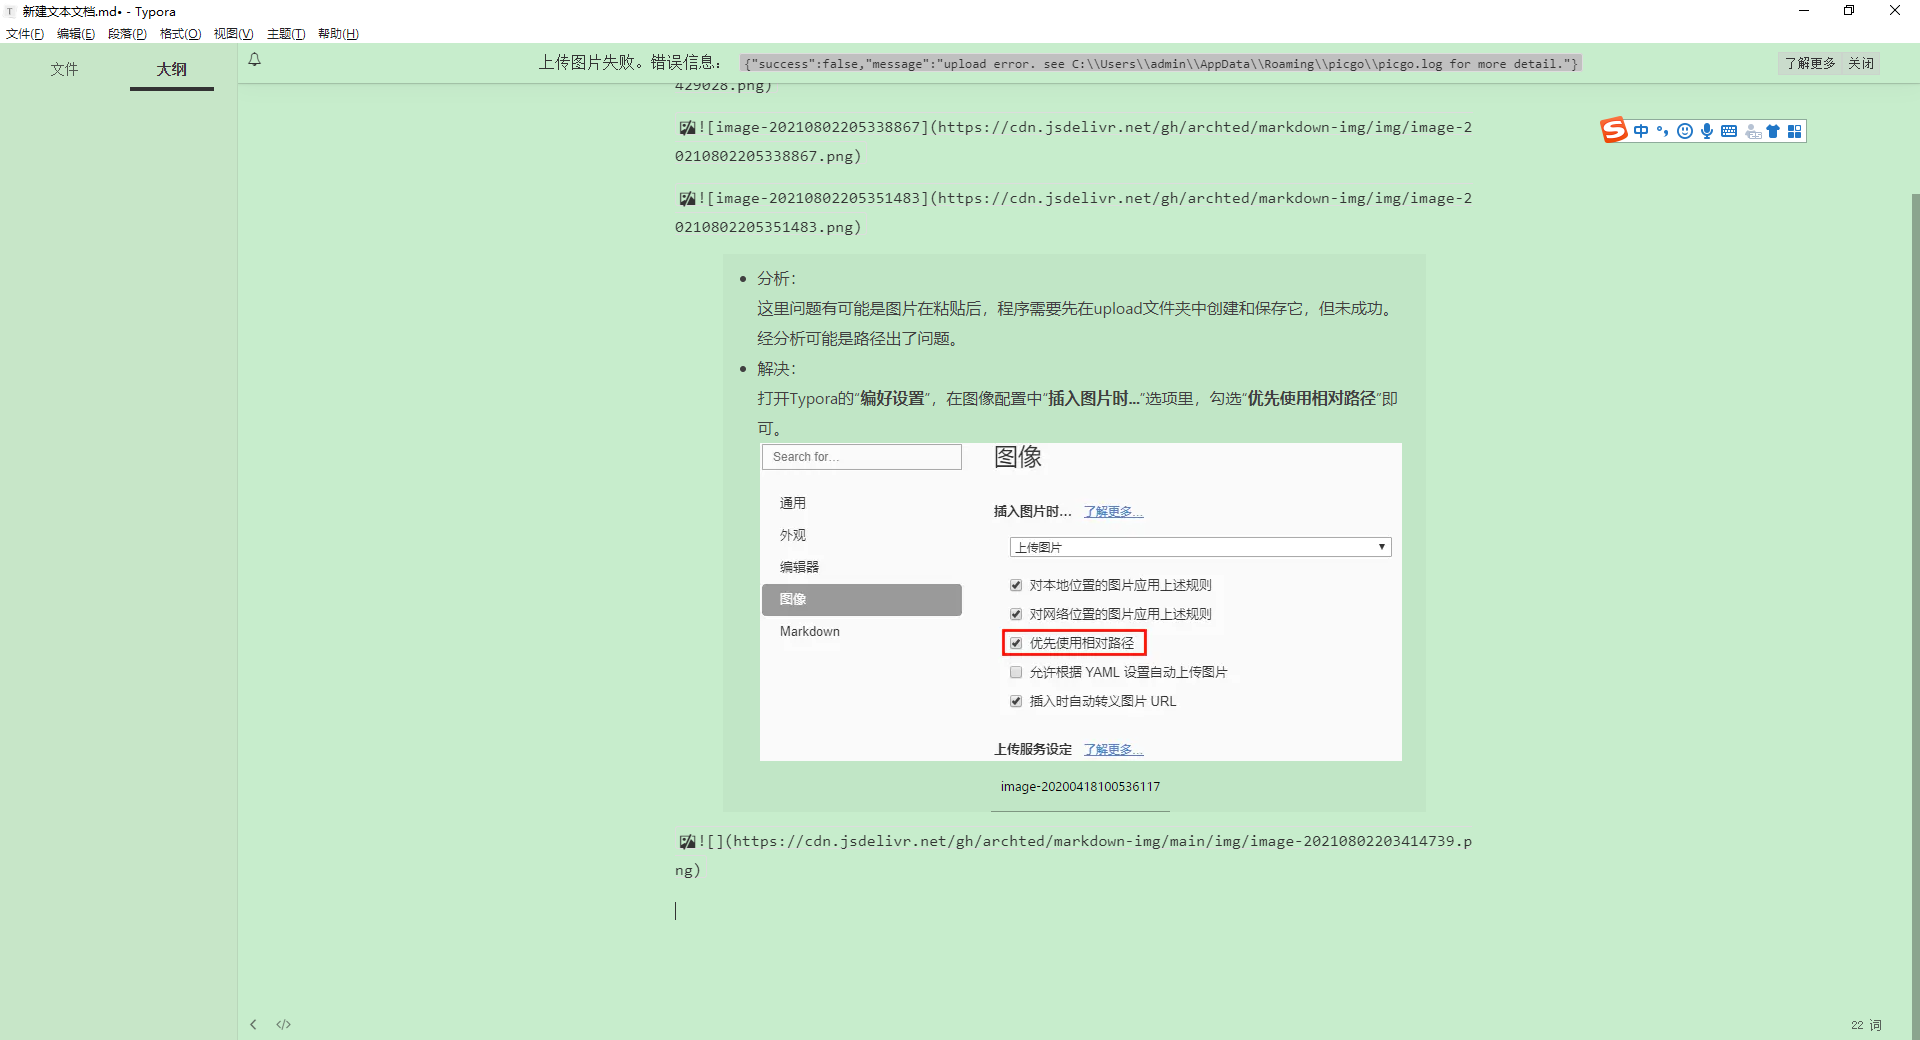 新建文本文档.md• - Typora
文件(F) 编辑(E) 段落(P) 格式(O) 视图(V) 主题(T) 帮助(H)
文件 大纲
上传图片失败。错误信息： {"success":false,"message":"upload error. see C:\\Users\\admin\\AppData\\Roaming\\picgo\\picgo.log for more detail."} 了解更多 关闭
429028.png)
![image-20210802205338867](https://cdn.jsdelivr.net/gh/archted/markdown-img/img/image-2
0210802205338867.png)
中
![image-20210802205351483](https://cdn.jsdelivr.net/gh/archted/markdown-img/img/image-2
0210802205351483.png)
分析：
这里问题有可能是图片在粘贴后，程序需要先在upload文件夹中创建和保存它，但未成功。
经分析可能是路径出了问题。
解决：
打开Typora的“编好设置”，在图像配置中“插入图片时...”选项里，勾选“优先使用相对路径”即
可。
Search for...
图像
通用
外观
编辑器
图像
Markdown
插入图片时... 了解更多...
上传图片
对本地位置的图片应用上述规则
对网络位置的图片应用上述规则
优先使用相对路径
允许根据 YAML 设置自动上传图片
插入时自动转义图片 URL
上传服务设定 了解更多...
image-20200418100536117
![](https://cdn.jsdelivr.net/gh/archted/markdown-img/main/img/image-20210802203414739.p
ng)
22 词